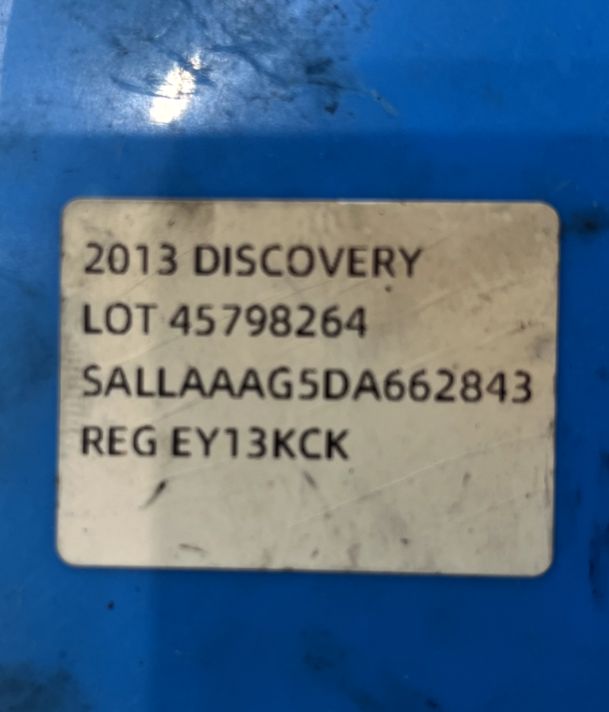 2013 DISCOVERY
LOT 45798264
SALLAAAG5DA662843
REG EY13KCK